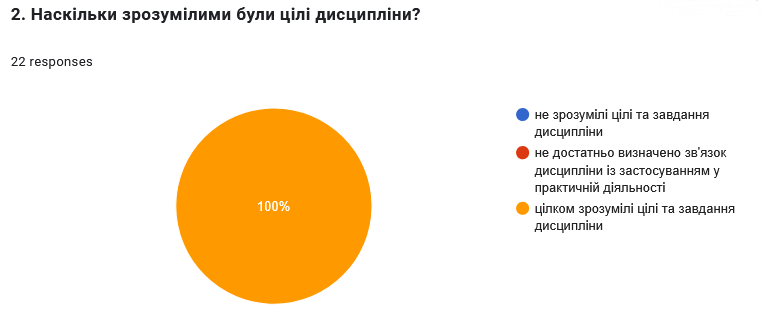 2. Наскільки зрозумілими були цілі дисципліни?
22 responses
100%
не зрозумілі цілі та завдання
дисципліни
не достатньо визначено зв'язок
дисципліни із застосуванням у
практичній діяльності
цілком зрозумілі цілі та завдання
дисципліни